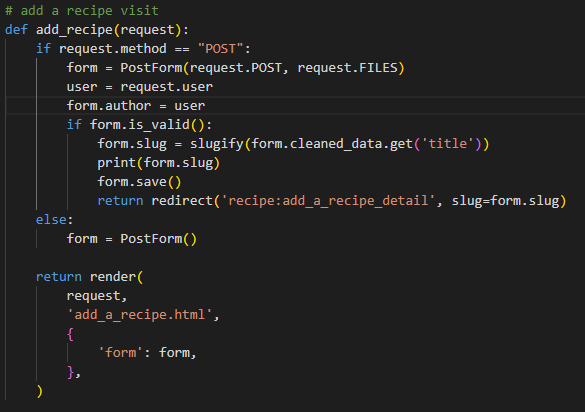 # add a recipe visit
def add_recipe(request):
    if request.method == "POST":
        form = PostForm(request.POST, request.FILES)
        user = request.user
        form.author = user
        if form.is_valid():
            form.slug = slugify(form.cleaned_data.get('title'))
            print(form.slug)
            form.save()
            return redirect('recipe:add_a_recipe_detail', slug=form.slug)
    else:
        form = PostForm()

    return render(
        request,
        'add_a_recipe.html',
        {
            'form': form,
        },
    )